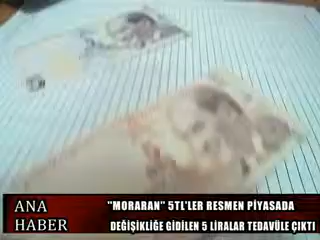 ANA
HABER
"MORARAN" 5TL'LER RESMEN PİYASADA
DEĞİŞİKLİĞE GİDİLEN 5 LİRALAR TEDAVÜLE ÇIKTI